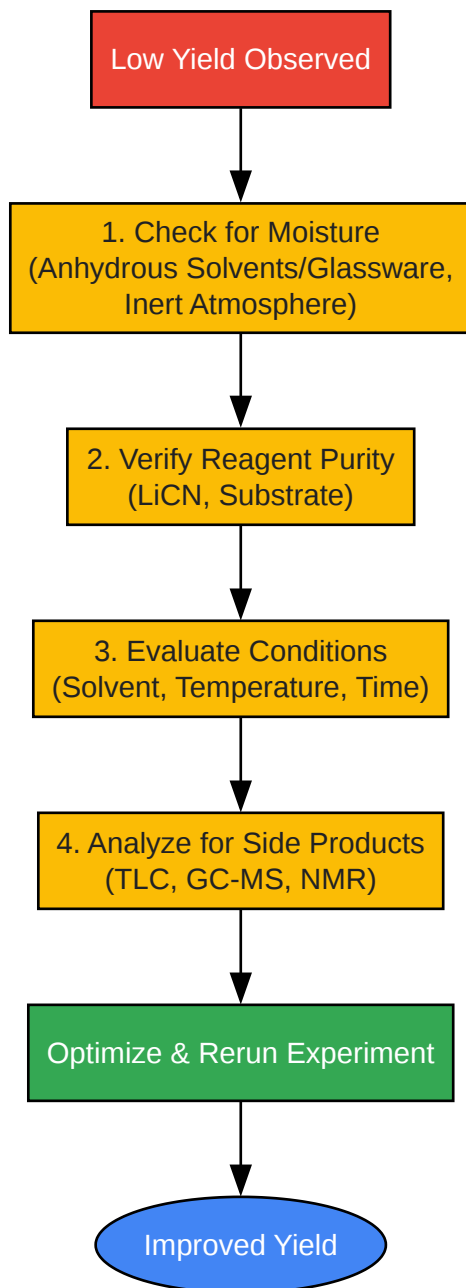 Low Yield Observed
1. Check for Moisture
(Anhydrous Solvents/Glassware,
Inert Atmosphere)
2. Verify Reagent Purity
(LiCN, Substrate)
3. Evaluate Conditions
(Solvent, Temperature, Time)
4. Analyze for Side Products
(TLC, GC-MS, NMR)
Optimize & Rerun Experiment
Improved Yield